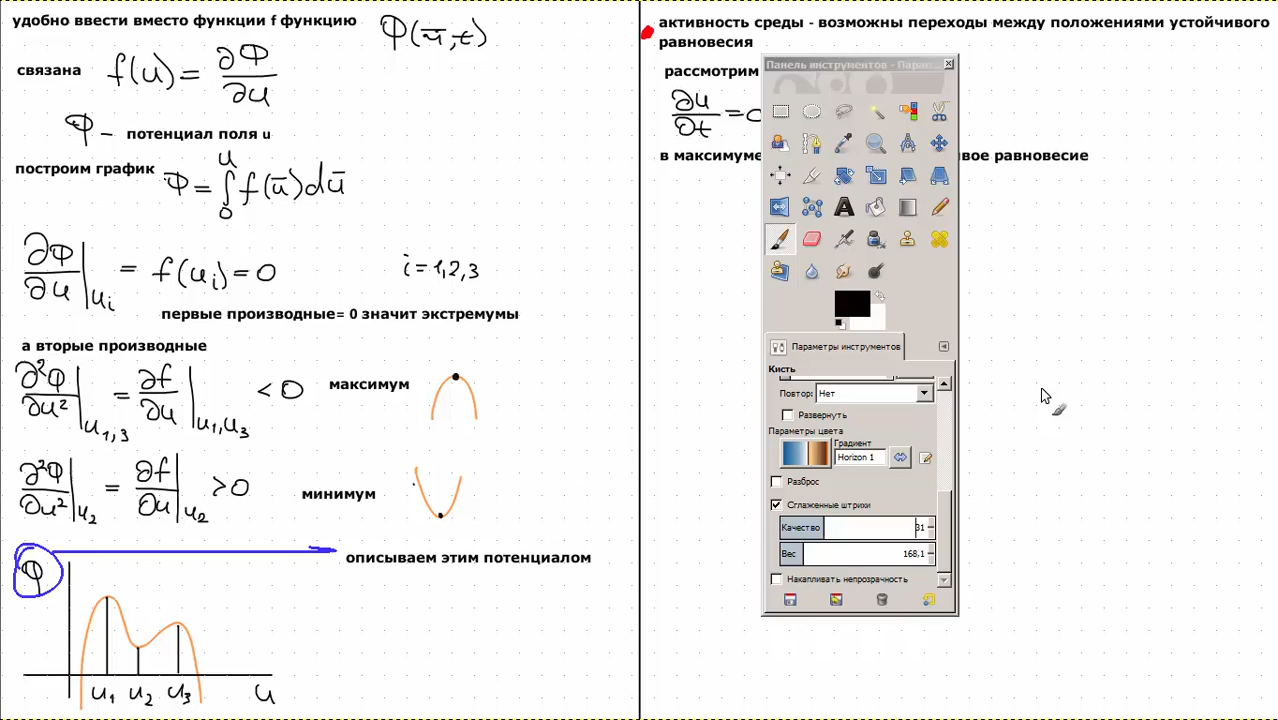 удобно ввести вместо функции f функцию Φ(ū,t)
связана f(u) = ∂Φ/∂u
Φ – потенциал поля u
построим график Φ = ∫₀ᵘ f(ū)dū
∂Φ/∂u|uᵢ = f(uᵢ) = 0 i = 1,2,3
первые производные= 0 значит экстремумы
а вторые производные
∂²Φ/∂u²|u₁,₃ = ∂f/∂u|u₁,u₃ < 0 максимум
∂²Φ/∂u²|u₂ = ∂f/∂u|u₂ > 0 минимум
Φ описываем этим потенциалом
u₁ u₂ u₃ u
активность среды - возможны переходы между положениями устойчивого
равновесия
рассмотрим
∂u/∂t =
в максимуме вое равновесие
Панель инструментов - Парам...
Параметры инструментов
Кисть
Повтор: Нет
Развернуть
Параметры цвета
Градиент
Horizon 1
Разброс
Сглаженные штрихи
Качество 31
Вес 168,1
Накапливать непрозрачность